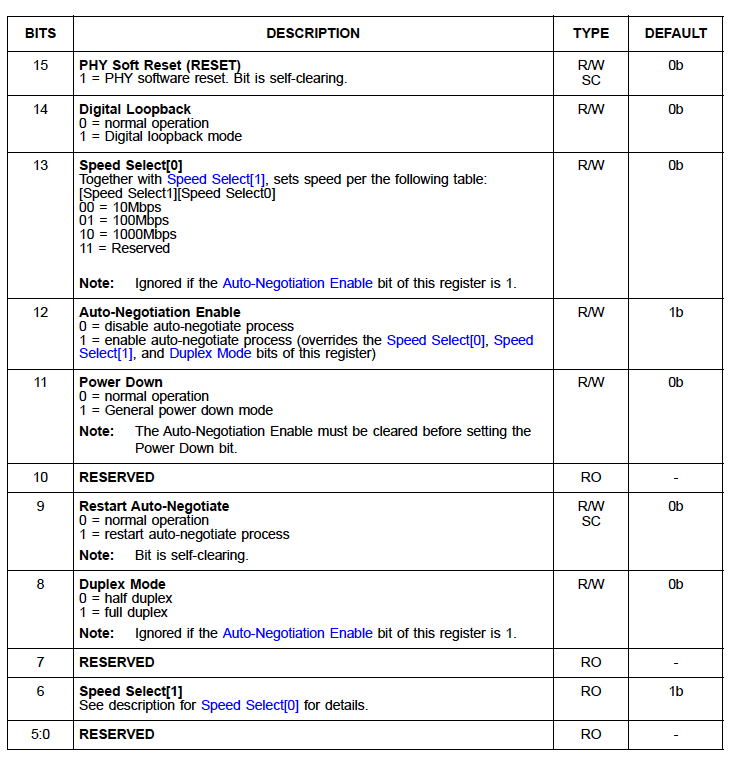 BITS DESCRIPTION TYPE DEFAULT
15 PHY Soft Reset (RESET) R/W 0b
1 = PHY software reset. Bit is self-clearing. SC
14 Digital Loopback R/W 0b
0 = normal operation
1 = Digital loopback mode
13 Speed Select[0] R/W 0b
Together with Speed Select[1], sets speed per the following table:
[Speed Select1][Speed Select0]
00 = 10Mbps
01 = 100Mbps
10 = 1000Mbps
11 = Reserved
Note: Ignored if the Auto-Negotiation Enable bit of this register is 1.
12 Auto-Negotiation Enable R/W 1b
0 = disable auto-negotiate process
1 = enable auto-negotiate process (overrides the Speed Select[0], Speed
Select[1], and Duplex Mode bits of this register)
11 Power Down R/W 0b
0 = normal operation
1 = General power down mode
Note: The Auto-Negotiation Enable must be cleared before setting the
Power Down bit.
10 RESERVED RO -
9 Restart Auto-Negotiate R/W 0b
0 = normal operation SC
1 = restart auto-negotiate process
Note: Bit is self-clearing.
8 Duplex Mode R/W 0b
0 = half duplex
1 = full duplex
Note: Ignored if the Auto-Negotiation Enable bit of this register is 1.
7 RESERVED RO -
6 Speed Select[1] RO 1b
See description for Speed Select[0] for details.
5:0 RESERVED RO -